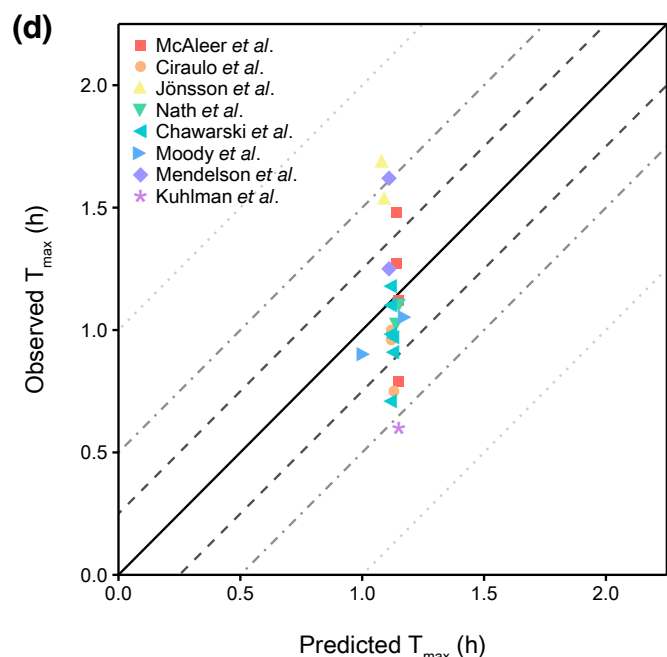 (d)
McAleer et al.
Ciraulo et al.
Jönsson et al.
Nath et al.
Chawarski et al.
Moody et al.
Mendelson et al.
Kuhlman et al.
Observed Tmax (h)
2.0
1.5
1.0
0.5
0.0
0.0 0.5 1.0 1.5 2.0
Predicted Tmax (h)